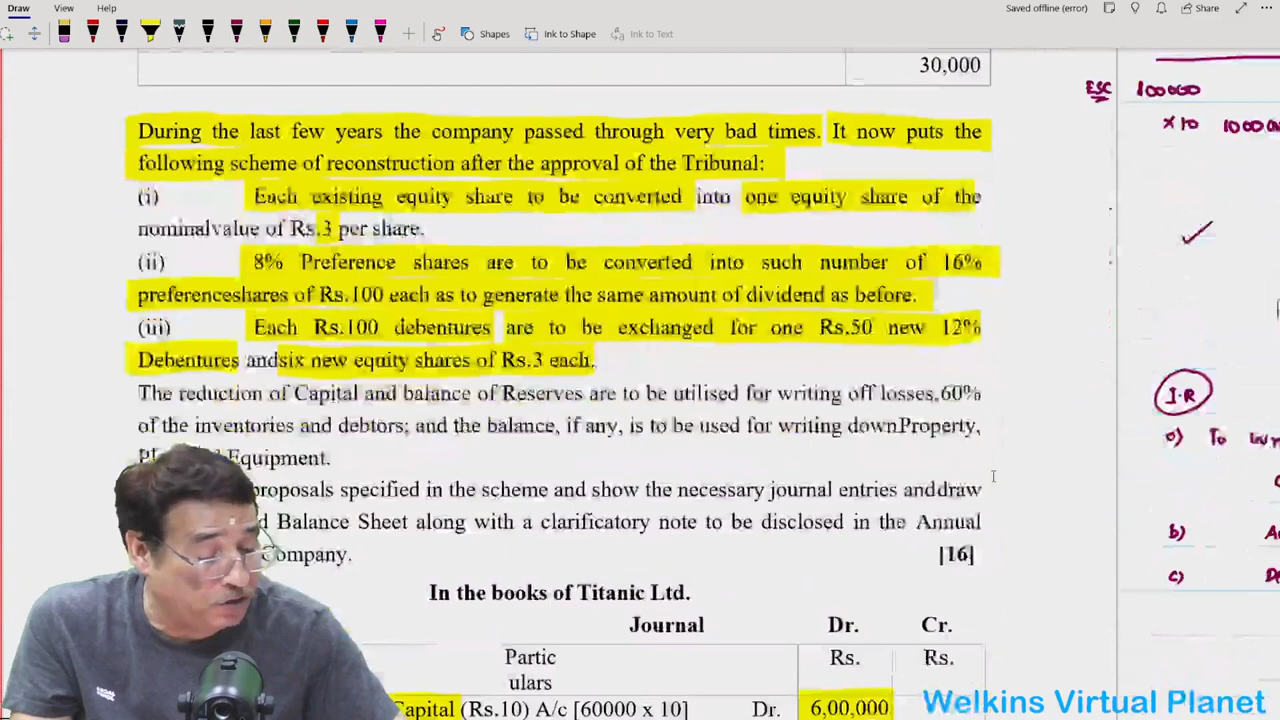 Draw View Help
Saved offline (error) Share
Shapes Ink to Shape Ink to Text
30,000
ESC 100000
During the last few years the company passed through very bad times. It now puts the
following scheme of reconstruction after the approval of the Tribunal:
x10
(i) Each existing equity share to be converted into one equity share of the
nominalvalue of Rs.3 per share.
(ii) 8% Preference shares are to be converted into such number of 16%
preferenceshares of Rs.100 each as to generate the same amount of dividend as before.
(iii) Each Rs.100 debentures are to be exchanged for one Rs.50 new 12%
Debentures andsix new equity shares of Rs.3 each.
The reduction of Capital and balance of Reserves are to be utilised for writing off losses,60%
of the inventories and debtors; and the balance, if any, is to be used for writing downProperty,
Equipment.
I.R
a) To
proposals specified in the scheme and show the necessary journal entries anddraw
Balance Sheet along with a clarificatory note to be disclosed in the Annual
Company. [16]
b)
c)
In the books of Titanic Ltd.
Journal Dr. Cr.
Partic Rs. Rs.
ulars
Capital (Rs.10) A/c [60000 x 10] Dr. 6,00,000
Welkins Virtual Planet